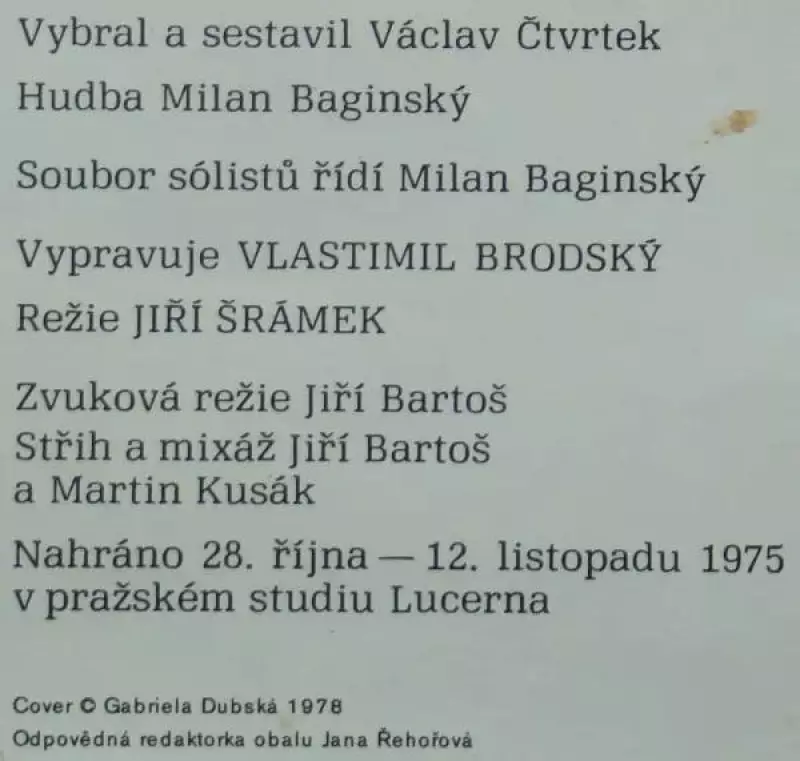 Vybral a sestavil Václav Čtvrtek
Hudba Milan Baginský
Soubor sólistů řídí Milan Baginský
Vypravuje VLASTIMIL BRODSKÝ
Režie JIŘÍ ŠRÁMEK
Zvuková režie Jiří Bartoš
Střih a mixáž Jiří Bartoš
a Martin Kusák
Nahráno 28. října — 12. listopadu 1975
v pražském studiu Lucerna
Cover © Gabriela Dubská 1978
Odpovědná redaktorka obalu Jana Řehořová